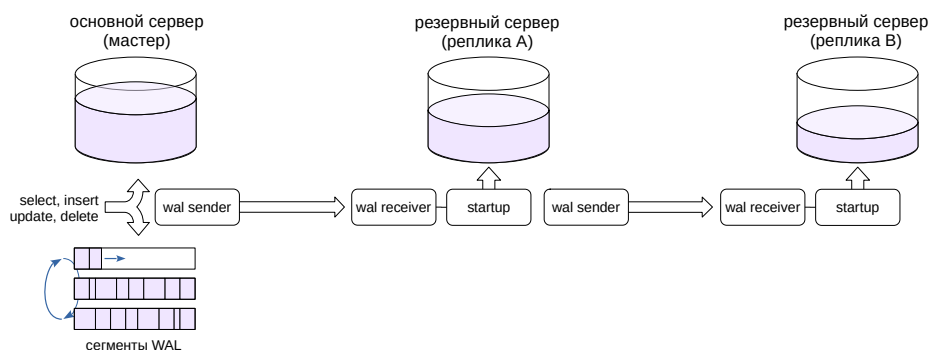 основной сервер
(мастер)
резервный сервер
(реплика A)
резервный сервер
(реплика B)
select, insert
update, delete
wal sender
wal receiver
startup
wal sender
wal receiver
startup
сегменты WAL